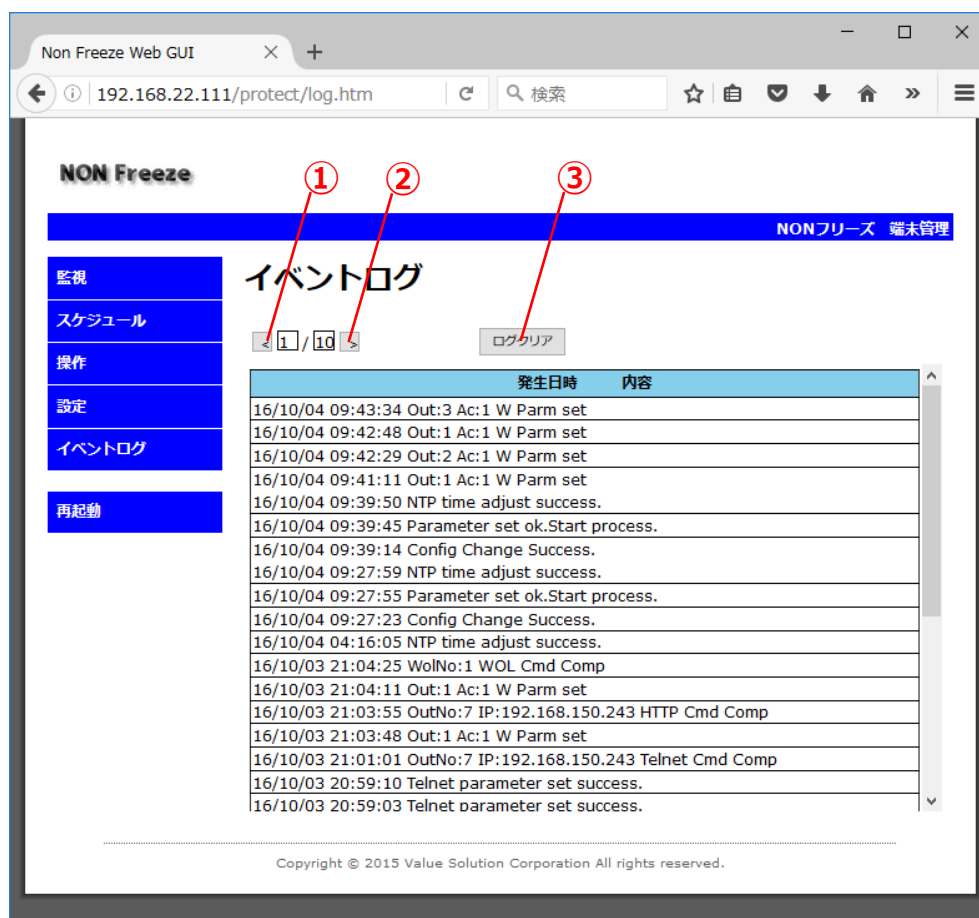 Non Freeze Web GUI
192.168.22.111/protect/log.htm
検索
NON Freeze
① ② ③
NONフリーズ 端末管理
監視
スケジュール
操作
設定
イベントログ
再起動
イベントログ
< 1 / 10 >
ログクリア
発生日時 内容
16/10/04 09:43:34 Out:3 Ac:1 W Parm set
16/10/04 09:42:48 Out:1 Ac:1 W Parm set
16/10/04 09:42:29 Out:2 Ac:1 W Parm set
16/10/04 09:41:11 Out:1 Ac:1 W Parm set
16/10/04 09:39:50 NTP time adjust success.
16/10/04 09:39:45 Parameter set ok.Start process.
16/10/04 09:39:14 Config Change Success.
16/10/04 09:27:59 NTP time adjust success.
16/10/04 09:27:55 Parameter set ok.Start process.
16/10/04 09:27:23 Config Change Success.
16/10/04 04:16:05 NTP time adjust success.
16/10/03 21:04:25 WolNo:1 WOL Cmd Comp
16/10/03 21:04:11 Out:1 Ac:1 W Parm set
16/10/03 21:03:55 OutNo:7 IP:192.168.150.243 HTTP Cmd Comp
16/10/03 21:03:48 Out:1 Ac:1 W Parm set
16/10/03 21:01:01 OutNo:7 IP:192.168.150.243 Telnet Cmd Comp
16/10/03 20:59:10 Telnet parameter set success.
16/10/03 20:59:03 Telnet parameter set success.
Copyright © 2015 Value Solution Corporation All rights reserved.